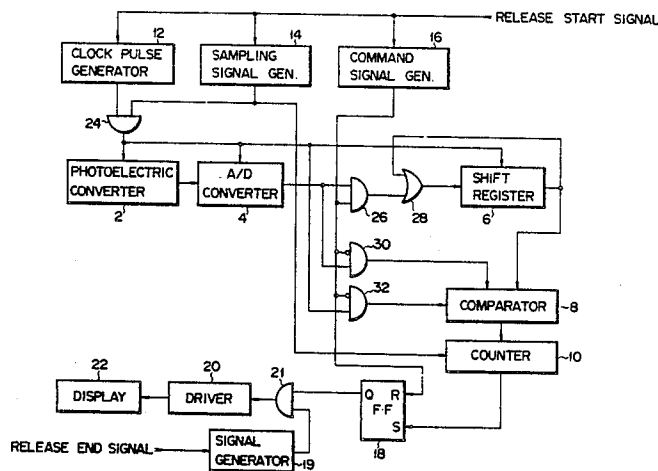 RELEASE START SIGNAL
12
14
16
CLOCK PULSE
GENERATOR
SAMPLING
SIGNAL GEN.
COMMAND
SIGNAL GEN.
24
PHOTOELECTRIC
CONVERTER
A/D
CONVERTER
SHIFT
REGISTER
2
4
26
28
6
30
32
COMPARATOR
8
COUNTER
10
22
20
21
DISPLAY
DRIVER
Q R
F·F
S
18
RELEASE END SIGNAL
SIGNAL
GENERATOR
19